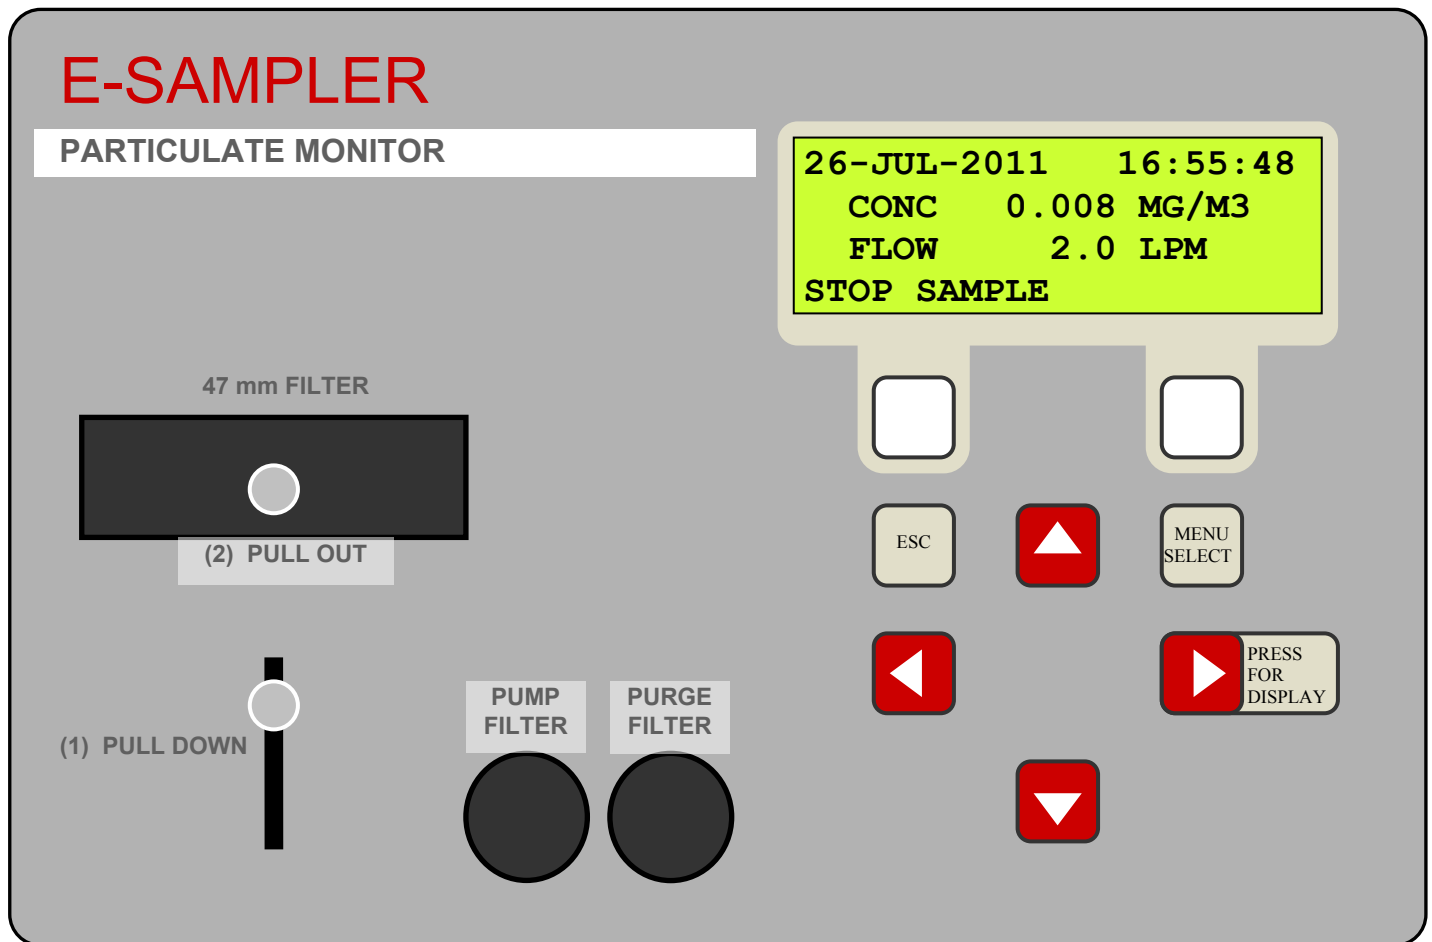 E-SAMPLER
PARTICULATE MONITOR
26-JUL-2011 16:55:48
CONC 0.008 MG/M3
FLOW 2.0 LPM
STOP SAMPLE
47 mm FILTER
(2) PULL OUT
ESC
MENU
SELECT
PRESS
FOR
DISPLAY
(1) PULL DOWN
PUMP
FILTER
PURGE
FILTER